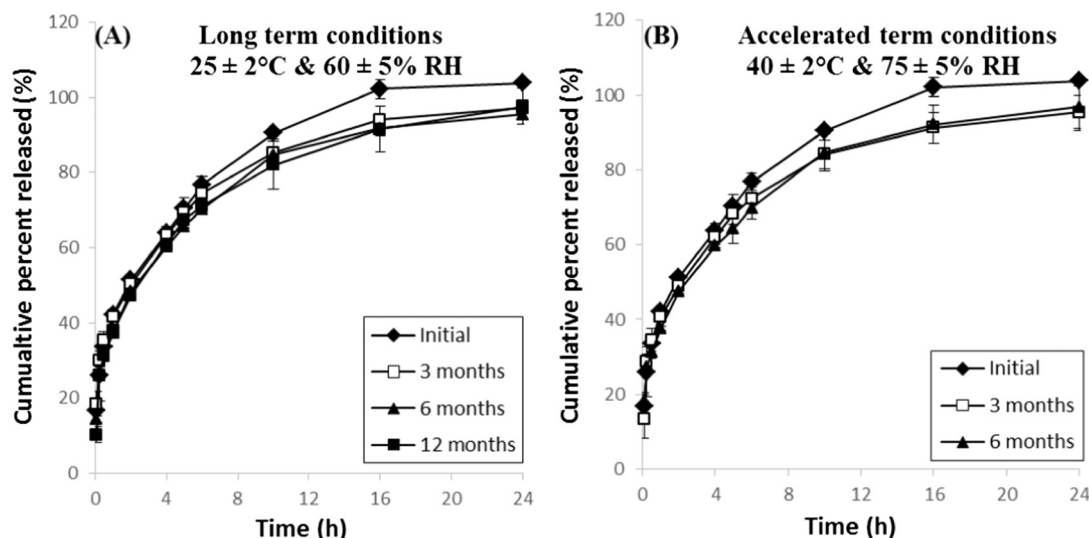 (A) Long term conditions
25 ± 2°C & 60 ± 5% RH
Cumualtive percent released (%)
120
100
80
60
40
20
0
Initial
3 months
6 months
12 months
0 4 8 12 16 20 24
Time (h)
(B) Accelerated term conditions
40 ± 2°C & 75 ± 5% RH
Cumulative percent released (%)
120
100
80
60
40
20
0
Initial
3 months
6 months
0 4 8 12 16 20 24
Time (h)